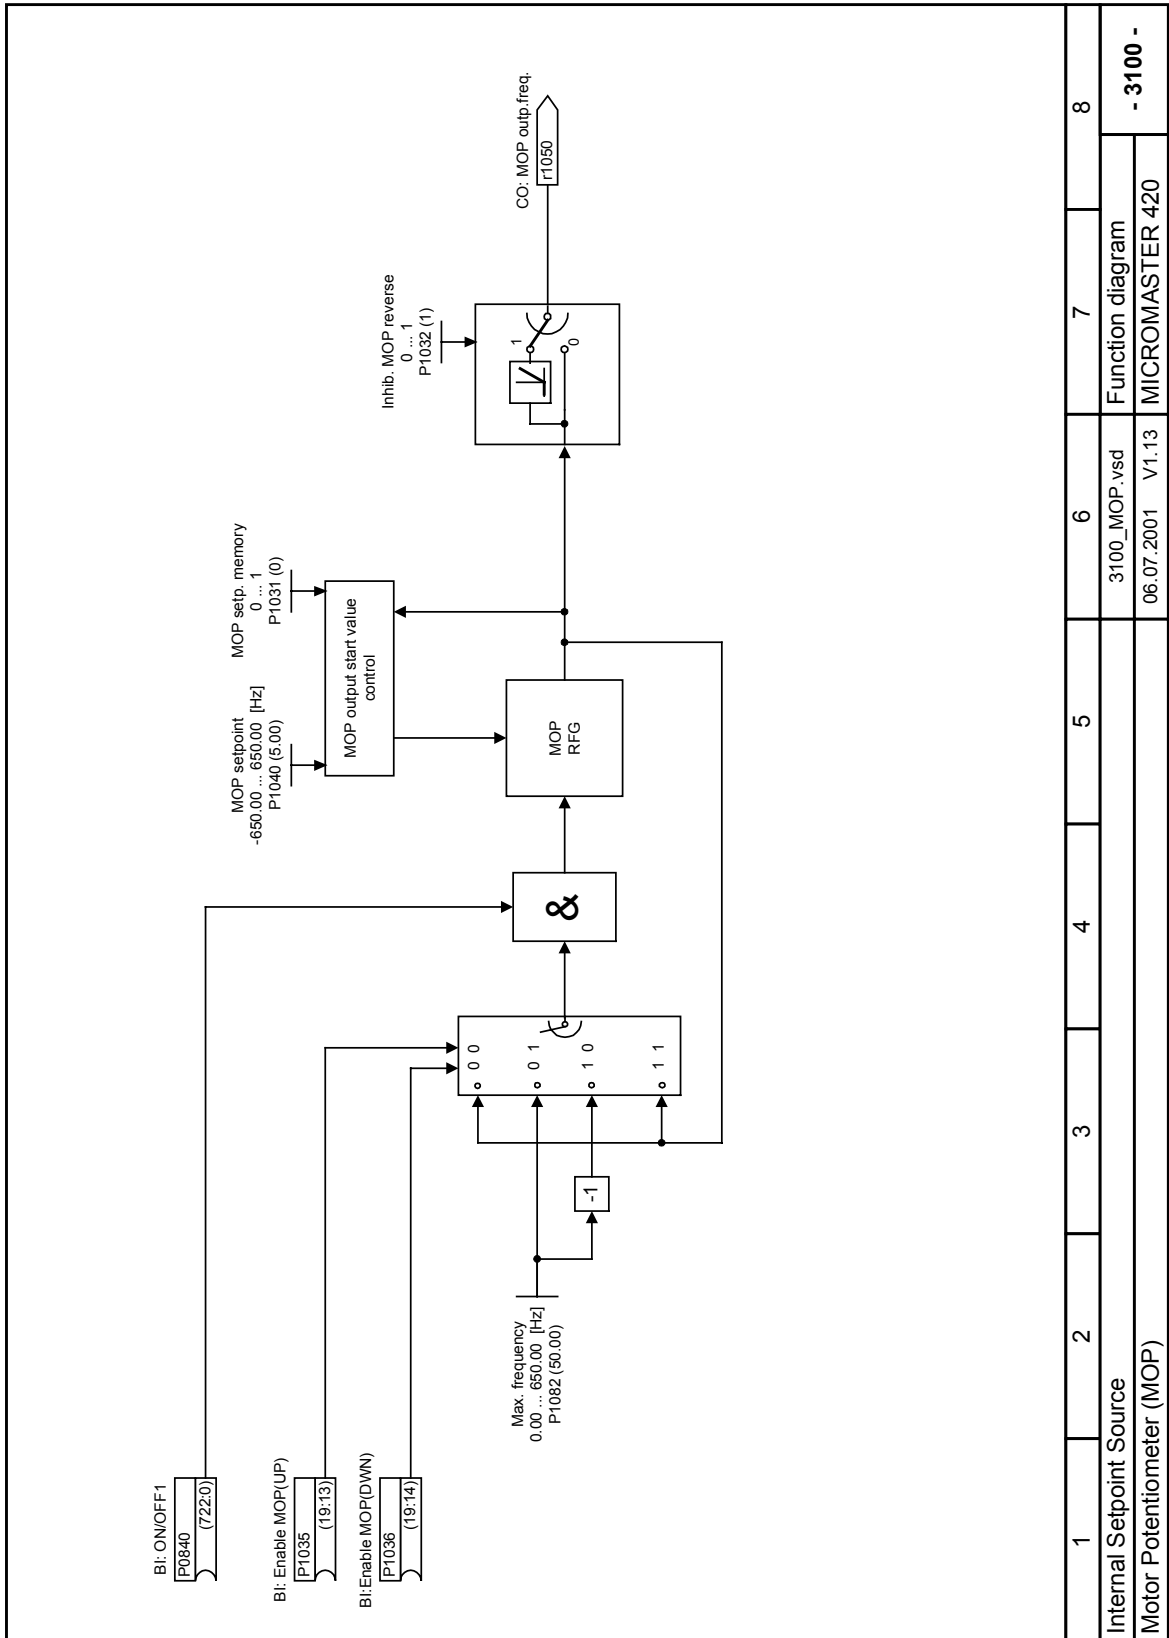 BI: ON/OFF1
P0840
(722:0)
BI: Enable MOP(UP)
P1035
(19:13)
BI:Enable MOP(DWN)
P1036
(19:14)
Max. frequency
0.00 ... 650.00 [Hz]
P1082 (50.00)
-1
0 0
0 1
1 0
1 1
&
MOP setpoint
-650.00 ... 650.00 [Hz]
P1040 (5.00)
MOP setp. memory
0 ... 1
P1031 (0)
MOP output start value
control
MOP
RFG
Inhib. MOP reverse
0 ... 1
P1032 (1)
1
0
CO: MOP outp.freq.
r1050
1 2 3 4 5 6 7 8
Internal Setpoint Source 3100_MOP.vsd Function diagram - 3100 -
Motor Potentiometer (MOP) 06.07.2001 V1.13 MICROMASTER 420